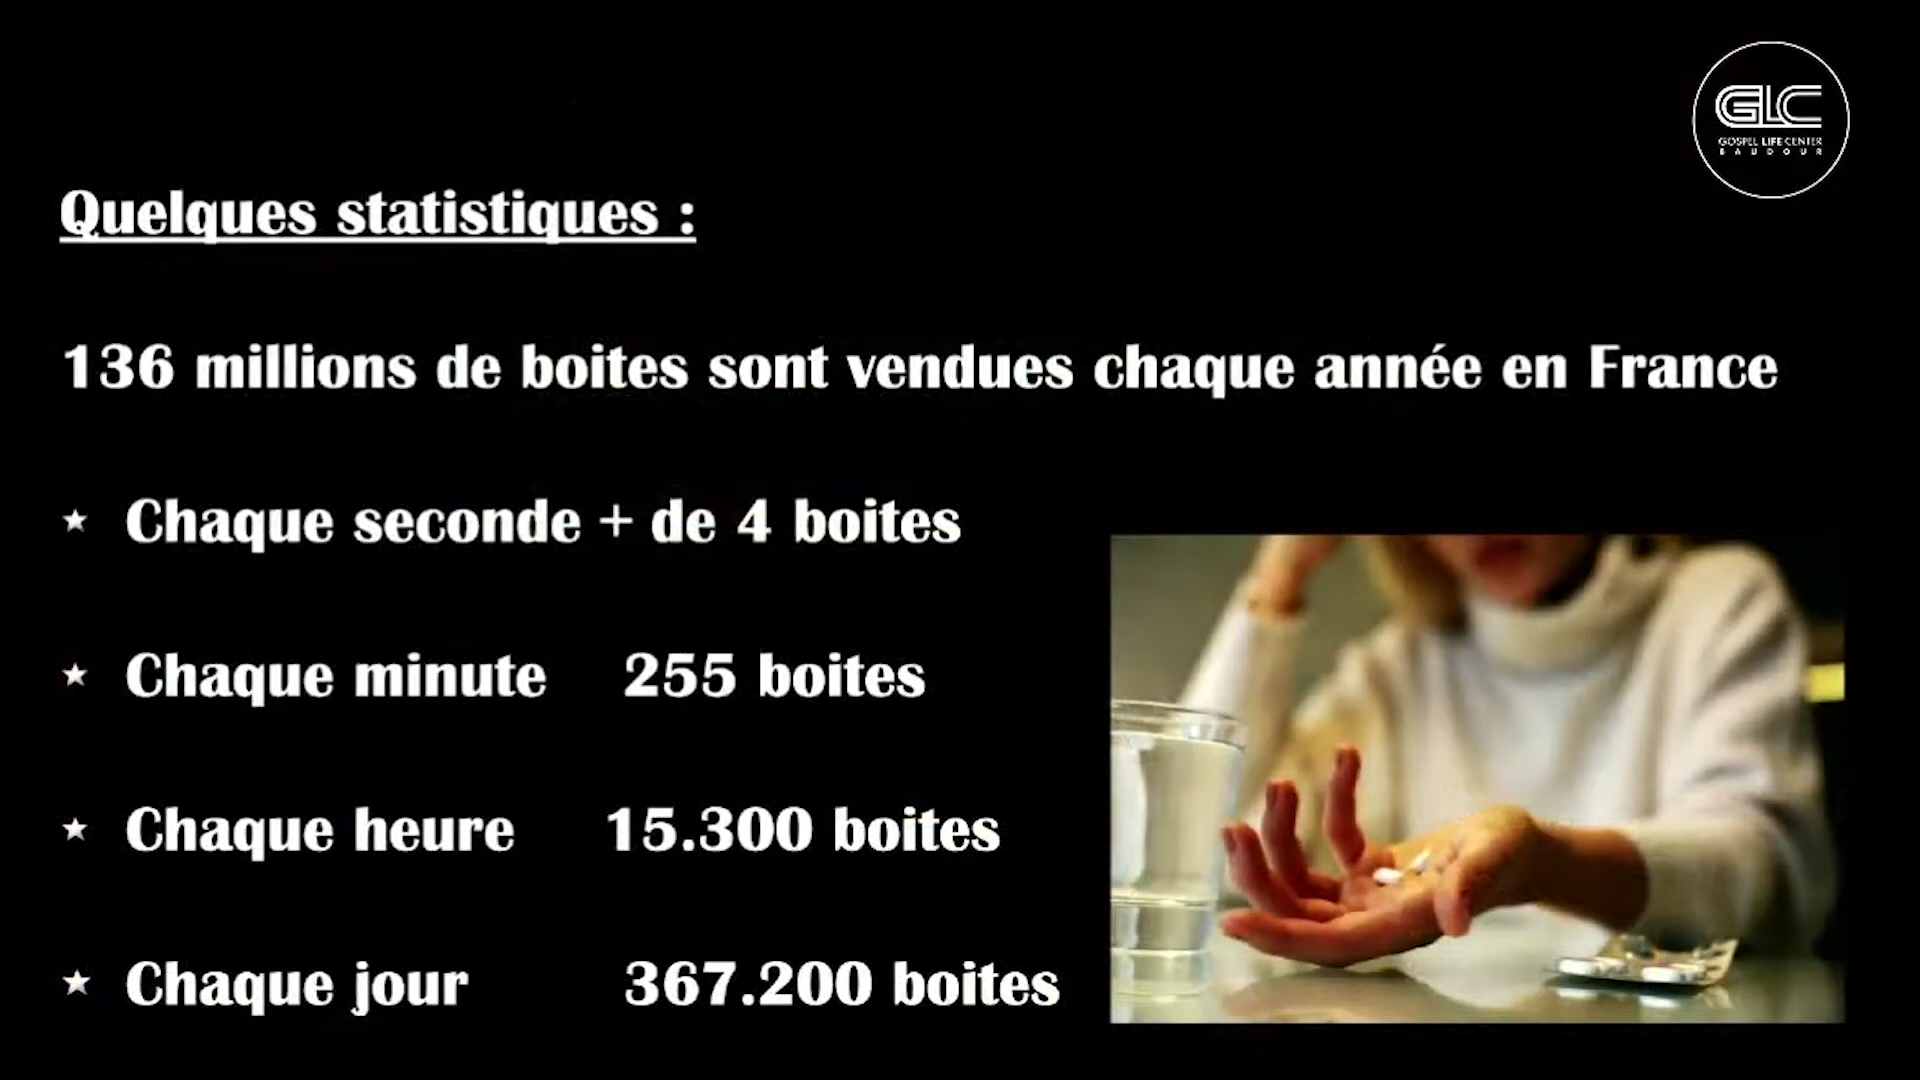 GLC
GOSPEL LIFE CENTER
BAUDOUR
Quelques statistiques :
136 millions de boites sont vendues chaque année en France
★ Chaque seconde + de 4 boites
★ Chaque minute 255 boites
★ Chaque heure 15.300 boites
★ Chaque jour 367.200 boites